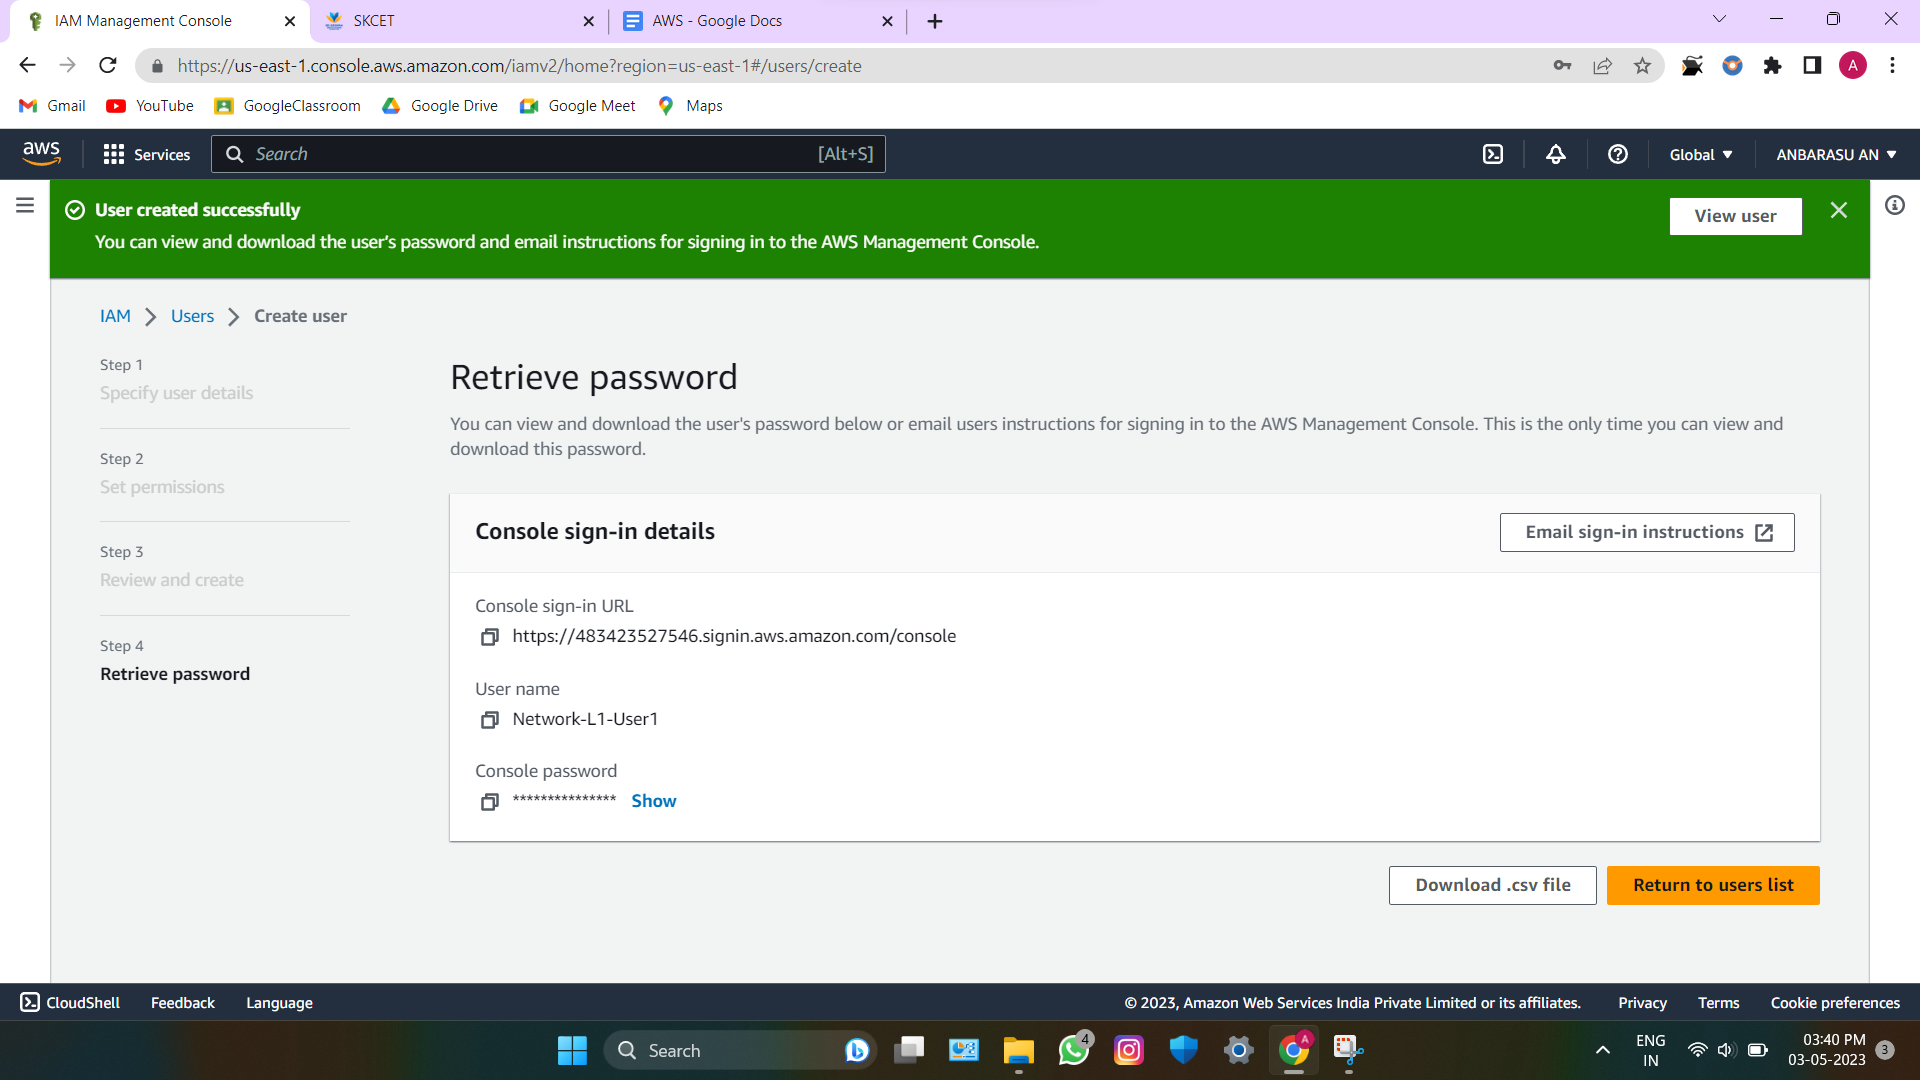 IAM Management Console
SKCET
AWS - Google Docs
https://us-east-1.console.aws.amazon.com/iamv2/home?region=us-east-1#/users/create
A
Gmail
YouTube
GoogleClassroom
Google Drive
Google Meet
Maps
aws
Services
Search
[Alt+S]
Global
ANBARASU AN
User created successfully
You can view and download the user's password and email instructions for signing in to the AWS Management Console.
View user
IAM
Users
Create user
Step 1
Specify user details
Step 2
Set permissions
Step 3
Review and create
Step 4
Retrieve password
Retrieve password
You can view and download the user's password below or email users instructions for signing in to the AWS Management Console. This is the only time you can view and
download this password.
Console sign-in details
Email sign-in instructions
Console sign-in URL
https://483423527546.signin.aws.amazon.com/console
User name
Network-L1-User1
Console password
*************** Show
Download .csv file
Return to users list
CloudShell
Feedback
Language
© 2023, Amazon Web Services India Private Limited or its affiliates.
Privacy
Terms
Cookie preferences
Search
4
A
ENG
IN
03:40 PM
03-05-2023
3